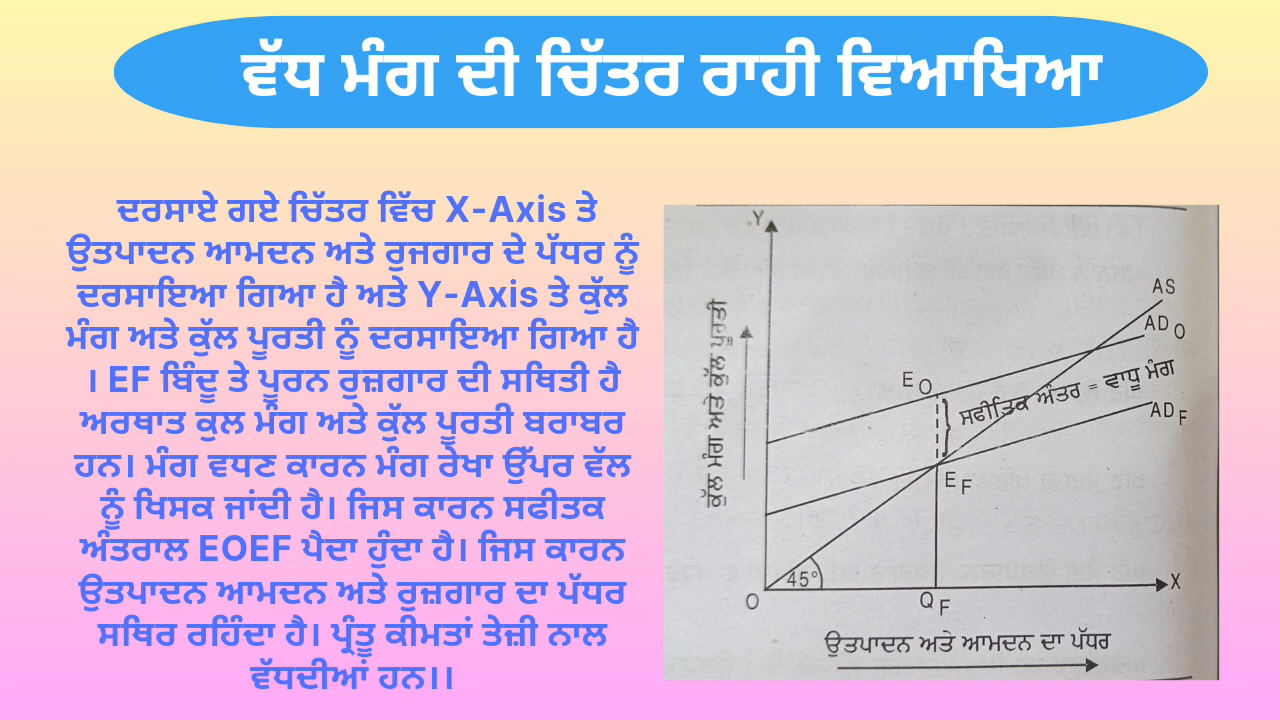 ਵੱਧ ਮੰਗ ਦੀ ਚਿੱਤਰ ਰਾਹੀ ਵਿਆਖਿਆ
ਦਰਸਾਏ ਗਏ ਚਿੱਤਰ ਵਿੱਚ X-Axis ਤੇ
ਉਤਪਾਦਨ ਆਮਦਨ ਅਤੇ ਰੁਜਗਾਰ ਦੇ ਪੱਧਰ ਨੂੰ
ਦਰਸਾਇਆ ਗਿਆ ਹੈ ਅਤੇ Y-Axis ਤੇ ਕੁੱਲ
ਮੰਗ ਅਤੇ ਕੁੱਲ ਪੂਰਤੀ ਨੂੰ ਦਰਸਾਇਆ ਗਿਆ ਹੈ
। EF ਬਿੰਦੂ ਤੇ ਪੂਰਨ ਰੁਜ਼ਗਾਰ ਦੀ ਸਥਿਤੀ ਹੈ
ਅਰਥਾਤ ਕੁਲ ਮੰਗ ਅਤੇ ਕੁੱਲ ਪੂਰਤੀ ਬਰਾਬਰ
ਹਨ। ਮੰਗ ਵਧਣ ਕਾਰਨ ਮੰਗ ਰੇਖਾ ਉੱਪਰ ਵੱਲ
ਨੂੰ ਖਿਸਕ ਜਾਂਦੀ ਹੈ। ਜਿਸ ਕਾਰਨ ਸਫੀਤਕ
ਅੰਤਰਾਲ EOEF ਪੈਦਾ ਹੁੰਦਾ ਹੈ। ਜਿਸ ਕਾਰਨ
ਉਤਪਾਦਨ ਆਮਦਨ ਅਤੇ ਰੁਜ਼ਗਾਰ ਦਾ ਪੱਧਰ
ਸਥਿਰ ਰਹਿੰਦਾ ਹੈ। ਪ੍ਰੰਤੂ ਕੀਮਤਾਂ ਤੇਜ਼ੀ ਨਾਲ
ਵੱਧਦੀਆਂ ਹਨ।।
Y
ਕੁੱਲ ਮੰਗ ਅਤੇ ਕੁੱਲ ਪੂਰਤੀ
AS
AD O
E O
ਸਫੀਤਿਕ ਅੰਤਰ = ਵਾਧੂ ਮੰਗ
AD F
E F
45°
O
Q F
X
ਉਤਪਾਦਨ ਅਤੇ ਆਮਦਨ ਦਾ ਪੱਧਰ